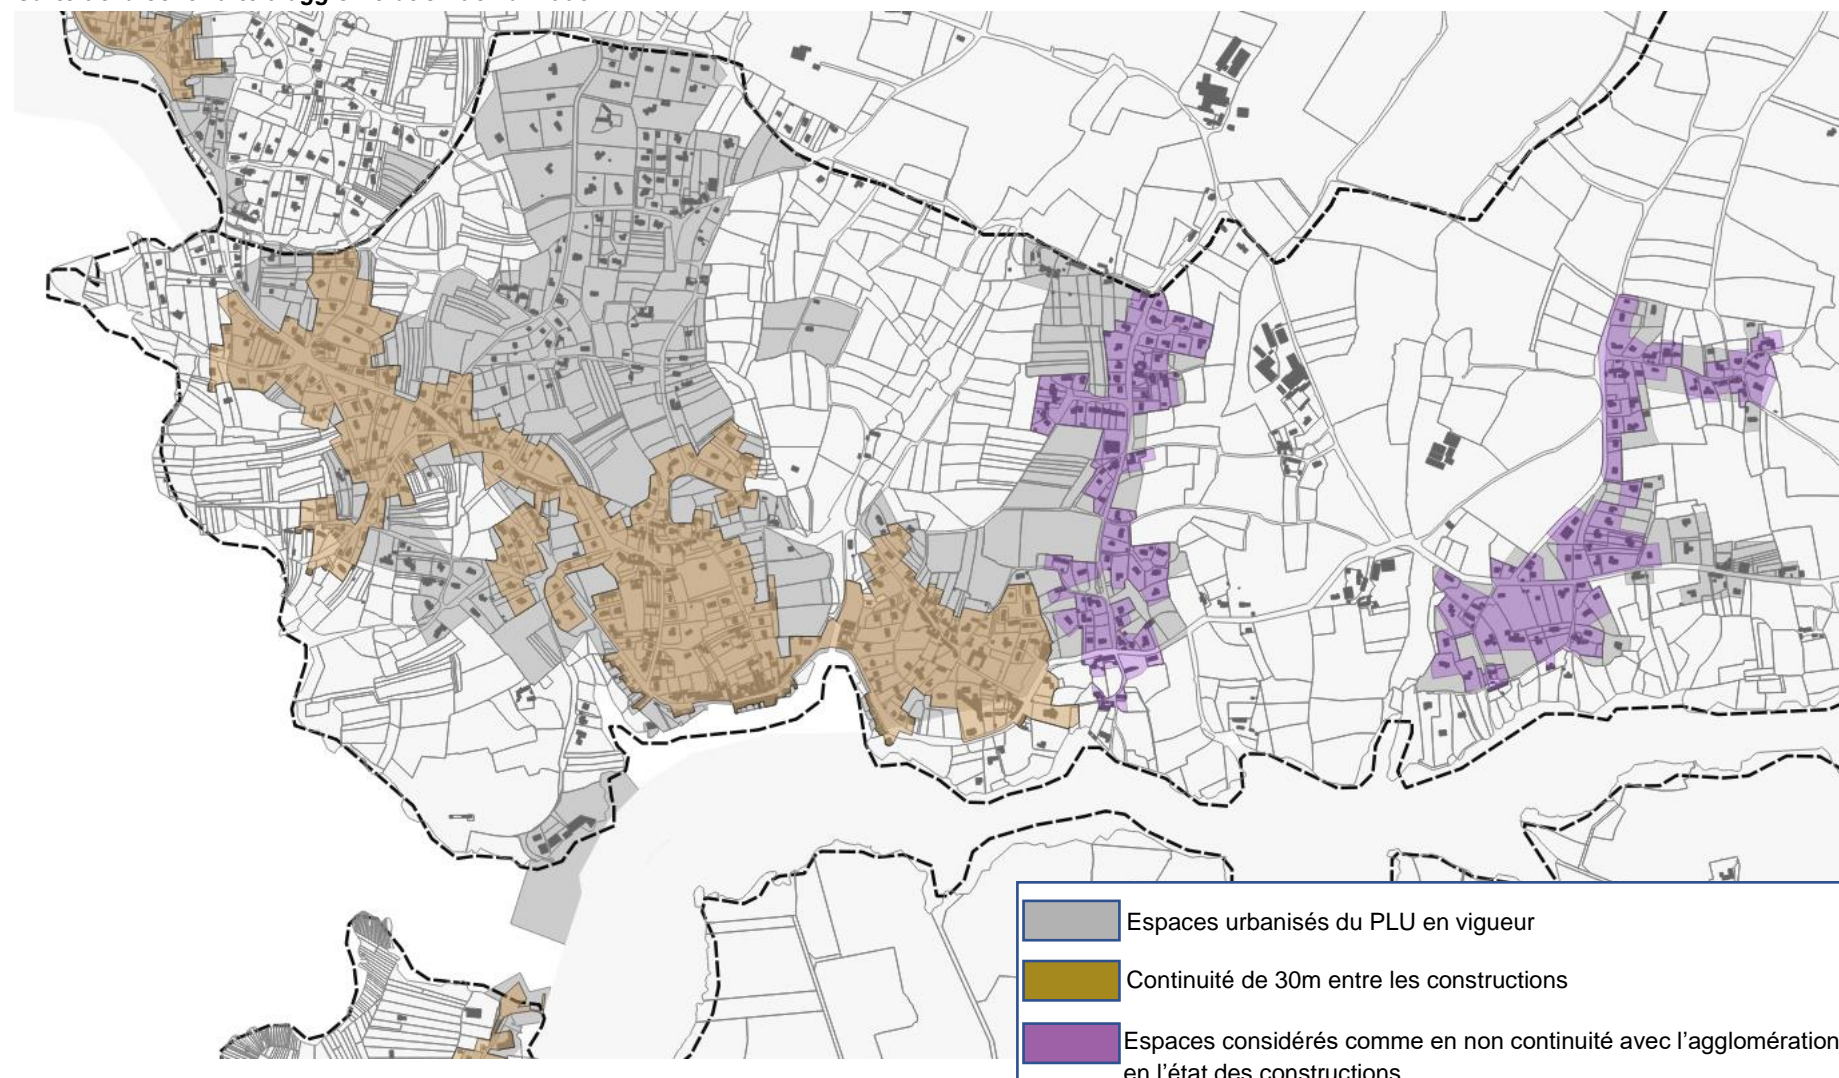 Espaces urbanisés du PLU en vigueur
Continuité de 30m entre les constructions
Espaces considérés comme en non continuité avec l’agglomération
en l’état des constructions